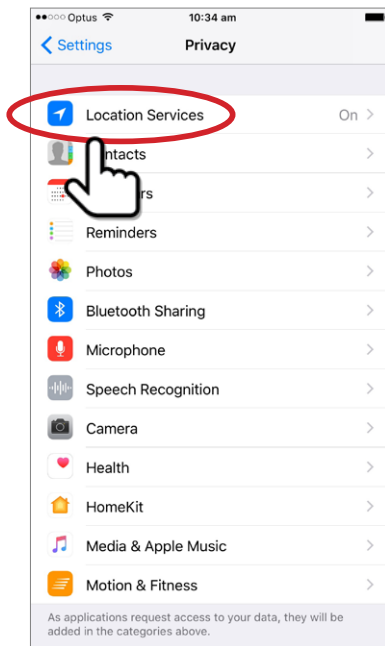 Optus 10:34 am
Settings Privacy
Location Services On
ntacts
rs
Reminders
Photos
Bluetooth Sharing
Microphone
Speech Recognition
Camera
Health
HomeKit
Media & Apple Music
Motion & Fitness
As applications request access to your data, they will be
added in the categories above.